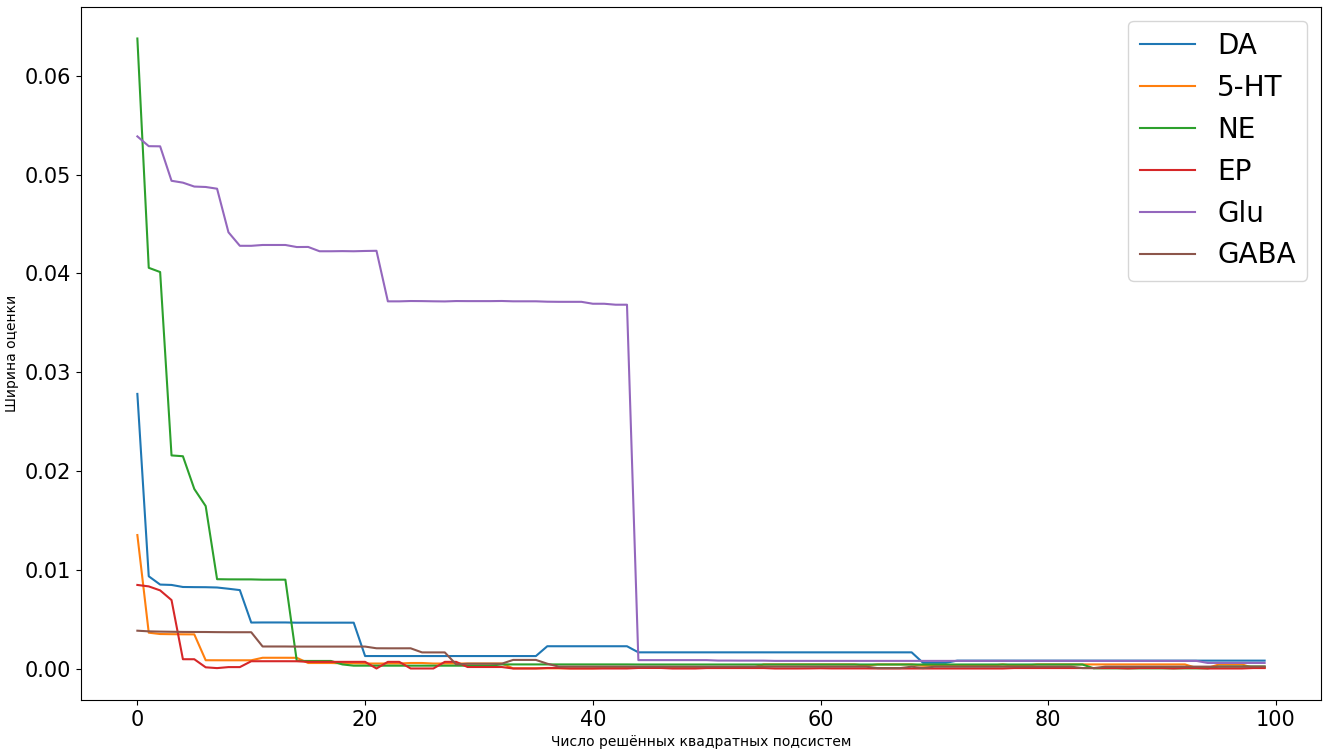 0.06
0.05
0.04
0.03
0.02
0.01
0.00
Ширина оценки
0 20 40 60 80 100
Число решённых квадратных подсистем
DA
5-HT
NE
EP
Glu
GABA